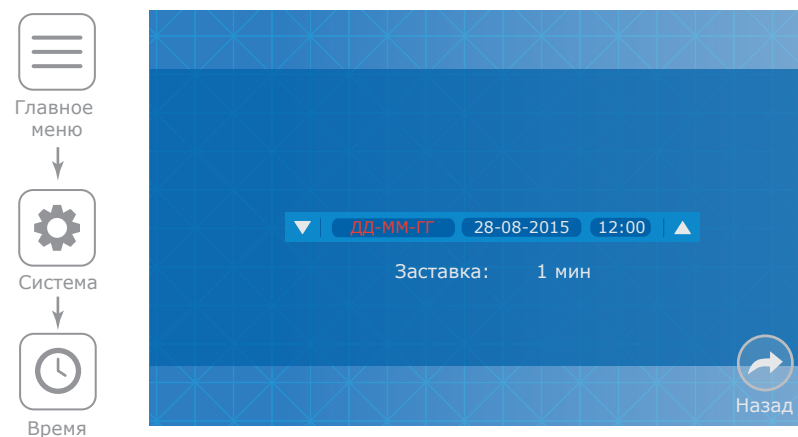 Главное
меню
Система
Время
ДД-ММ-ГГ 28-08-2015 12:00
Заставка: 1 мин
Назад